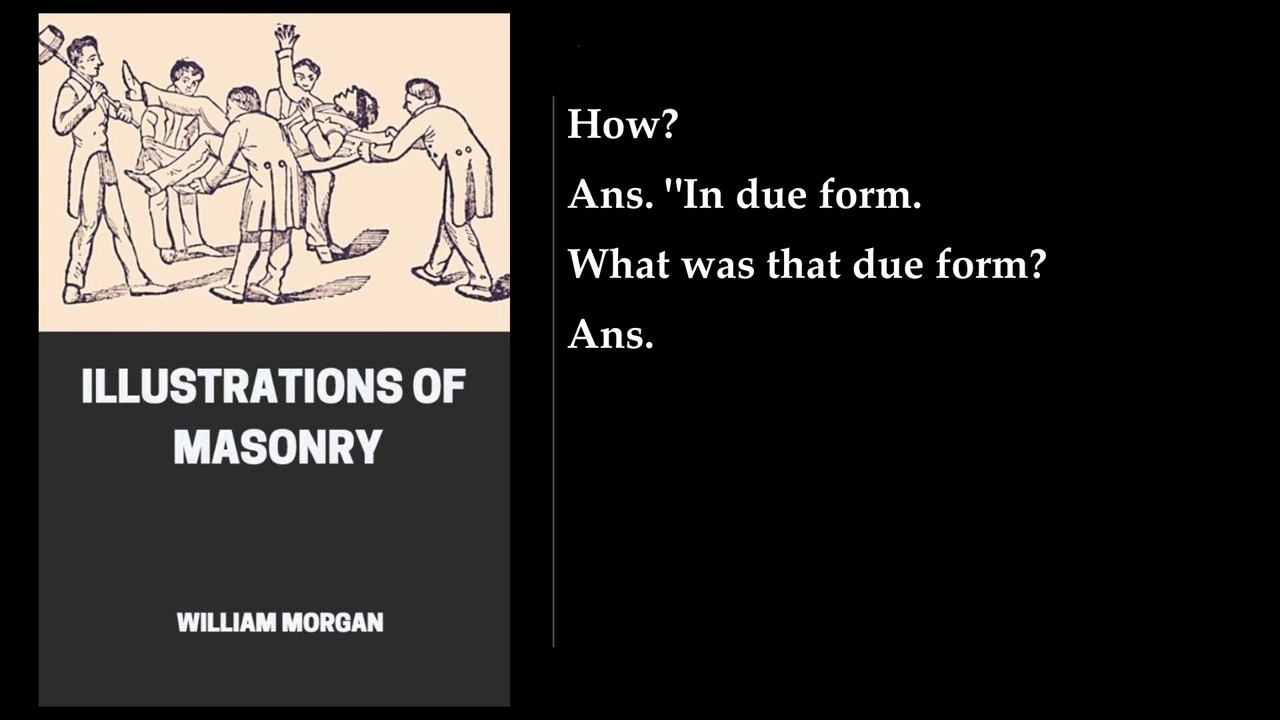 ILLUSTRATIONS OF
MASONRY
WILLIAM MORGAN
How?
Ans. "In due form.
What was that due form?
Ans.